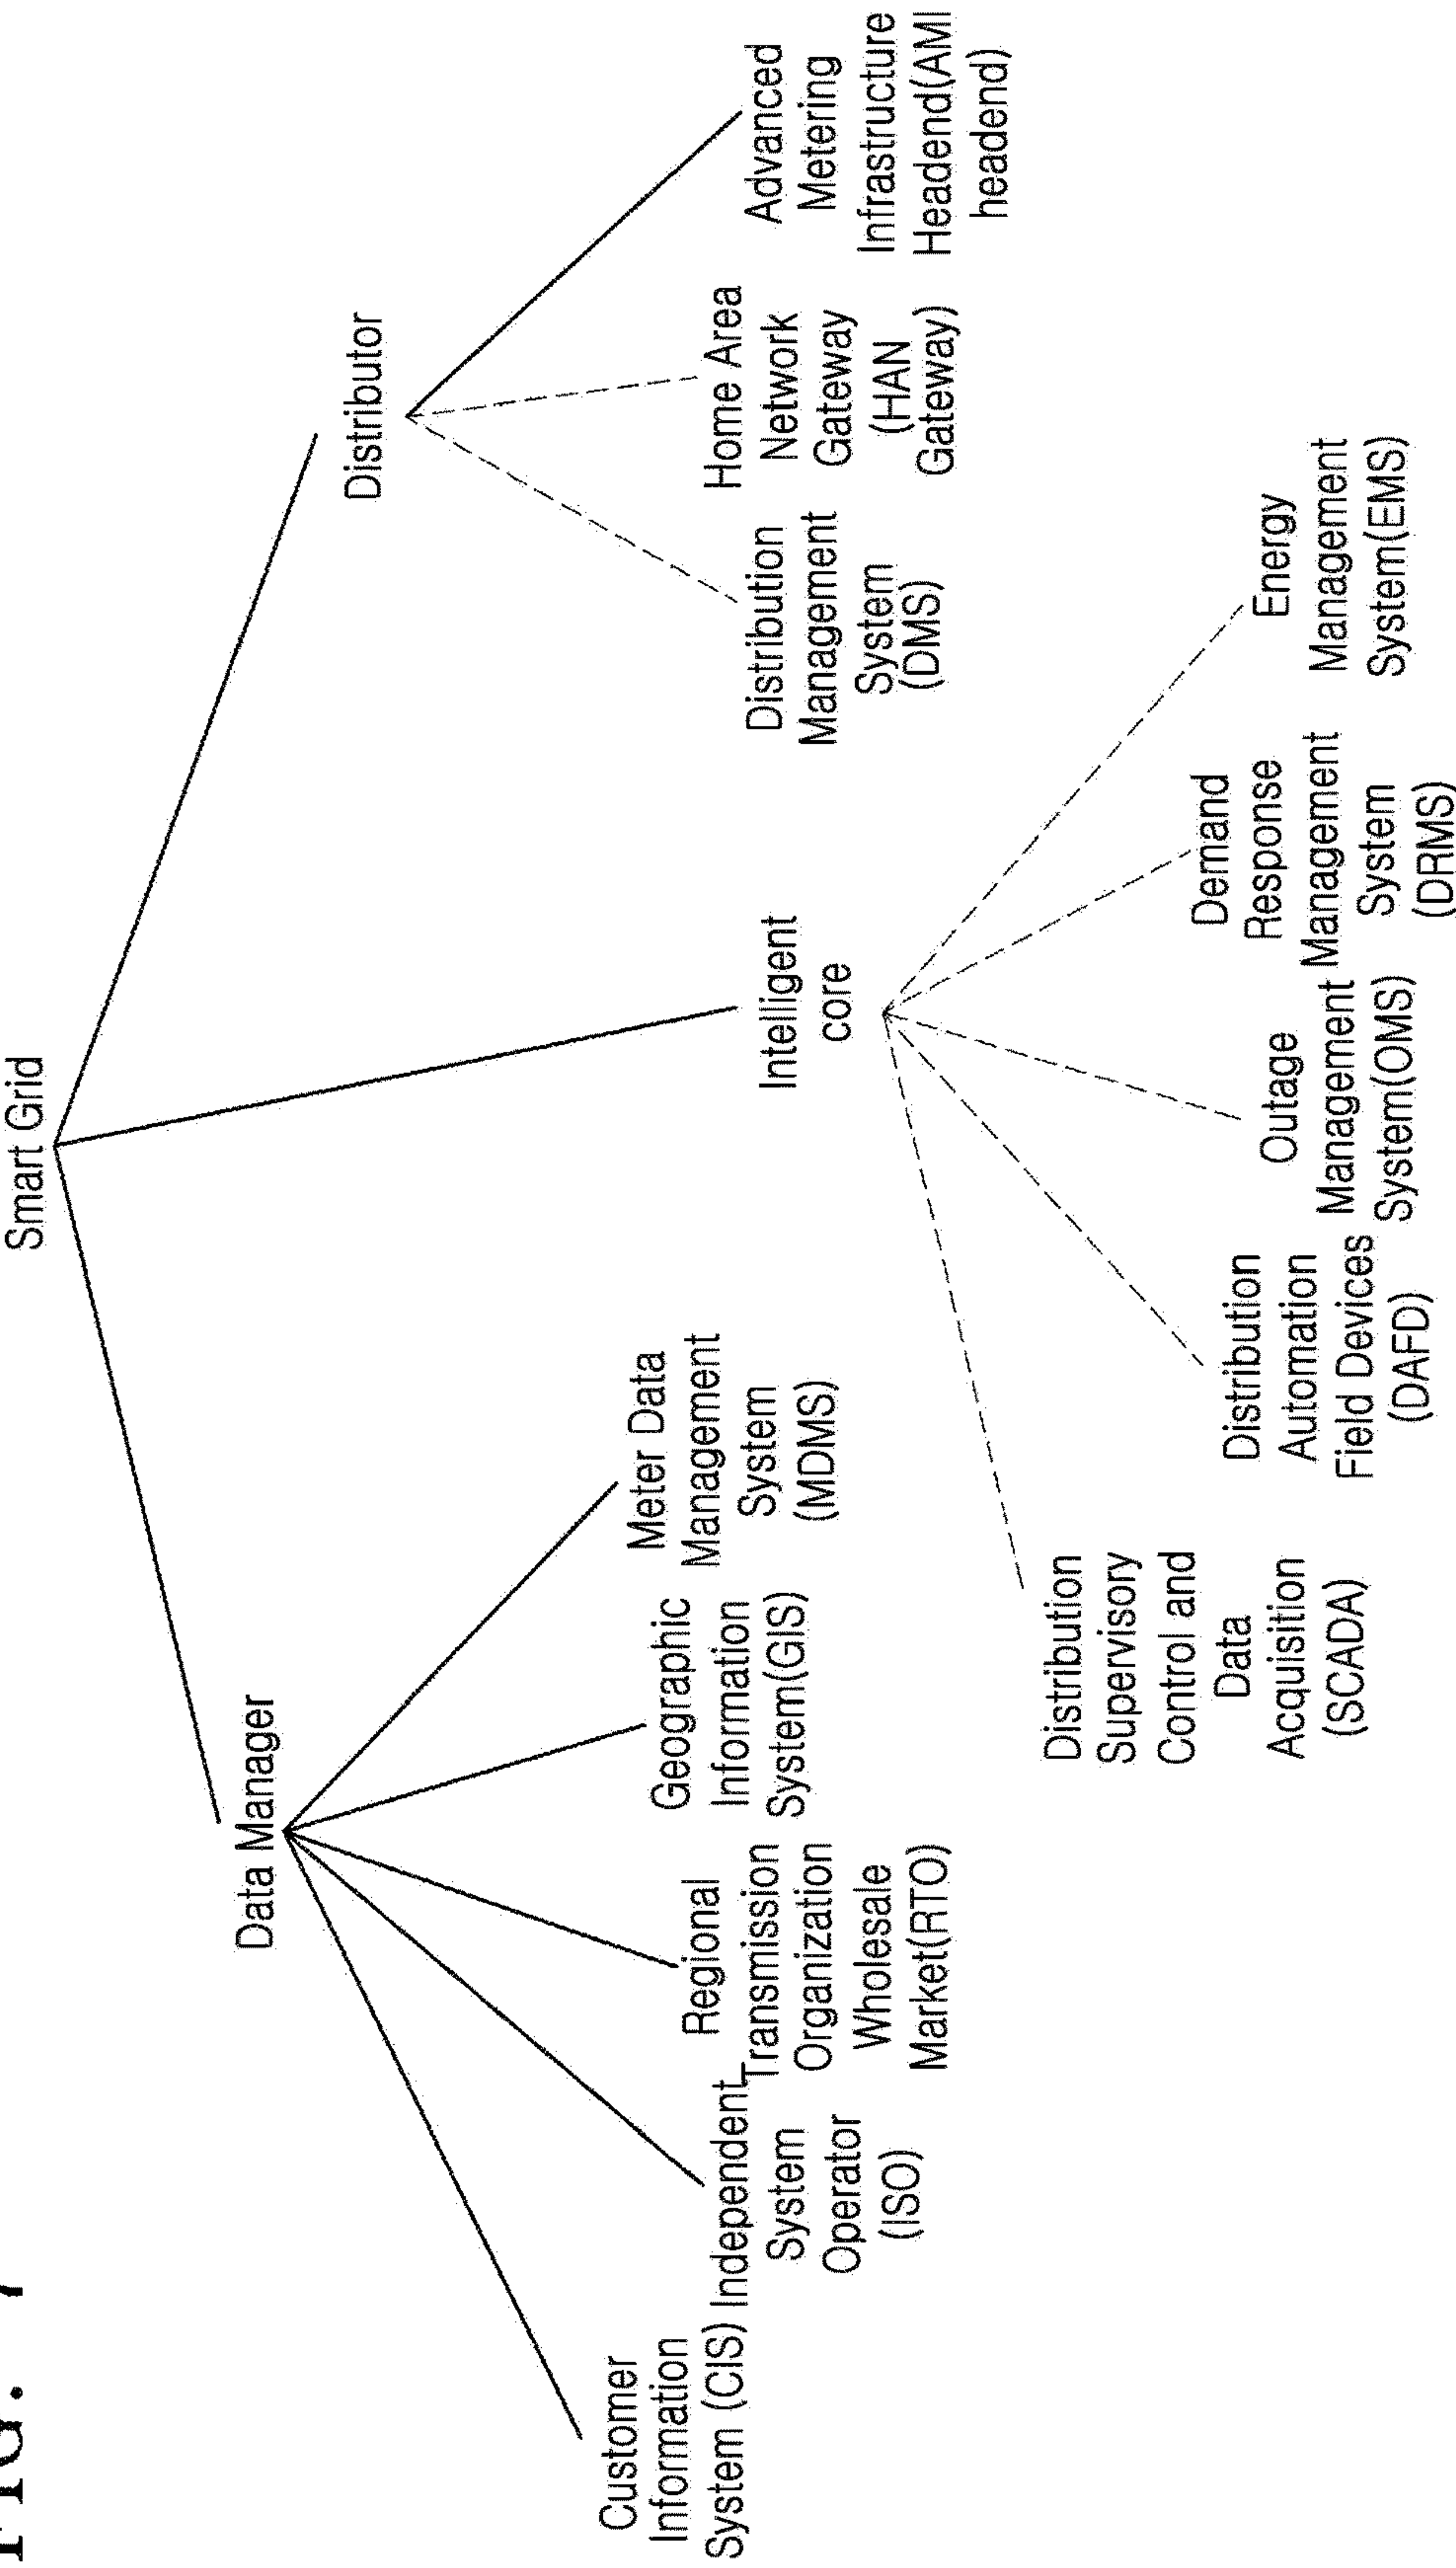 FIG. 7
Smart Grid
Data Manager
Customer
Information
System (CIS)
Independent
System
Operator
(ISO)
Regional
Transmission
Organization
Wholesale
Market(RTO)
Geographic
Information
System(GIS)
Meter Data
Management
System
(MDMS)
Intelligent
core
Distribution
Supervisory
Control and
Data
Acquisition
(SCADA)
Distribution
Automation
Field Devices
(DAFD)
Outage
Management
System(OMS)
Demand
Response
Management
System
(DRMS)
Energy
Management
System(EMS)
Distributor
Distribution
Management
System
(DMS)
Home Area
Network
Gateway
(HAN
Gateway)
Advanced
Metering
Infrastructure
Headend(AMI
headend)